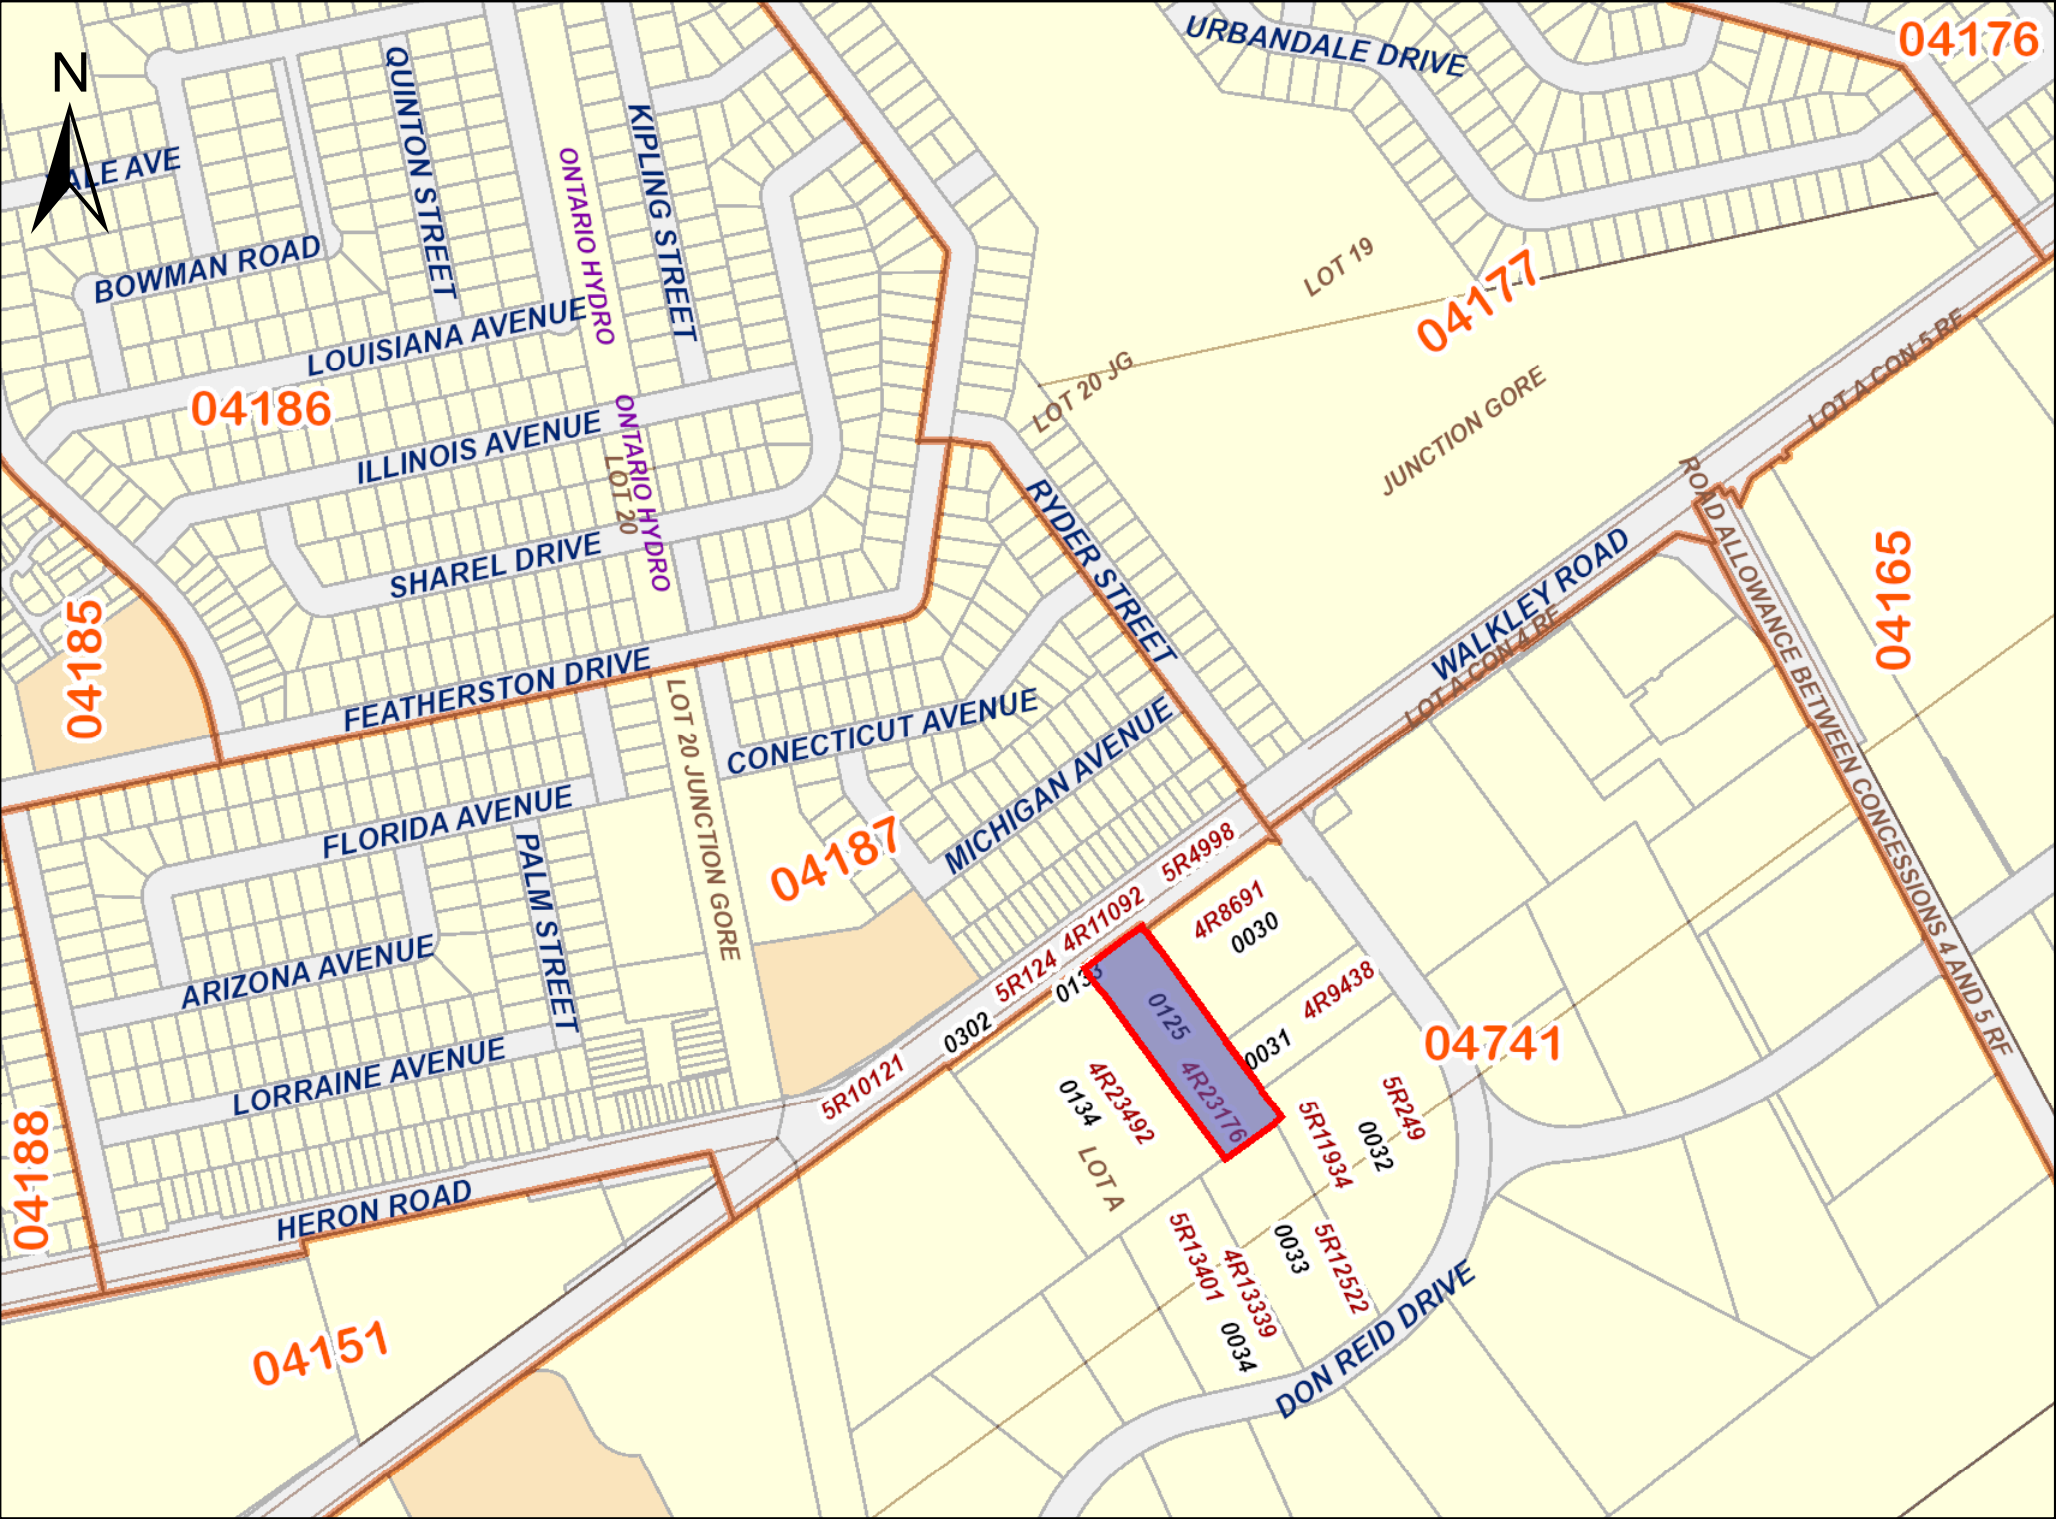 URBANDALE DRIVE
04176
N
QUINTON STREET
KIPLING STREET
ALE AVE
ONTARIO HYDRO
BOWMAN ROAD
LOT 19
04177
LOUISIANA AVENUE
LOT 20 JG
JUNCTION GORE
LOT A CON 5 RF
04186
ILLINOIS AVENUE
ONTARIO HYDRO
LOT 20
RYDER STREET
ROAD ALLOWANCE BETWEEN CONCESSIONS 4 AND 5 RF
SHAREL DRIVE
WALKLEY ROAD
LOT A CON 4 RF
04165
04185
FEATHERSTON DRIVE
LOT 20 JUNCTION GORE
CONECTICUT AVENUE
MICHIGAN AVENUE
FLORIDA AVENUE
PALM STREET
04187
5R4998
4R11092
4R8691
0030
5R124
ARIZONA AVENUE
4R9438
0125
0302
0031
04741
LORRAINE AVENUE
5R10121
4R23492
0134
4R23176
5R249
5R11934
0032
04188
LOT A
HERON ROAD
5R13401
4R13339
0033
5R12522
0034
DON REID DRIVE
04151